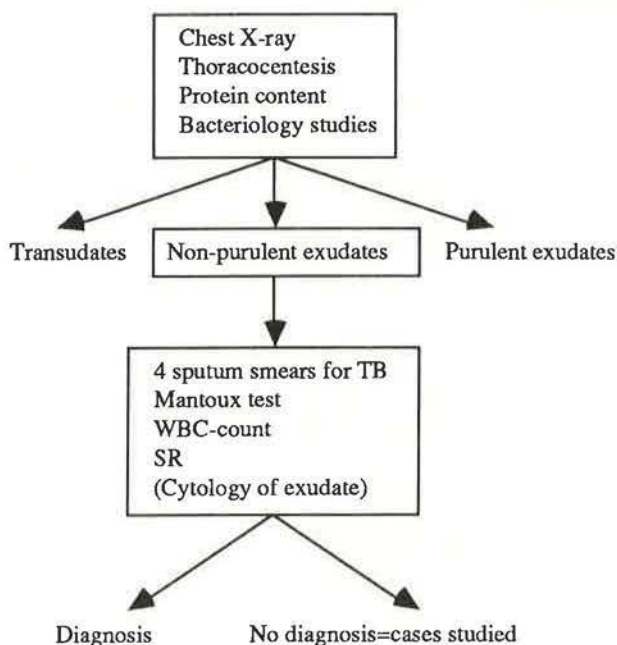 Chest X-ray
Thoracocentesis
Protein content
Bacteriology studies
Transudates
Non-purulent exudates
Purulent exudates
4 sputum smears for TB
Mantoux test
WBC-count
SR
(Cytology of exudate)
Diagnosis
No diagnosis=cases studied